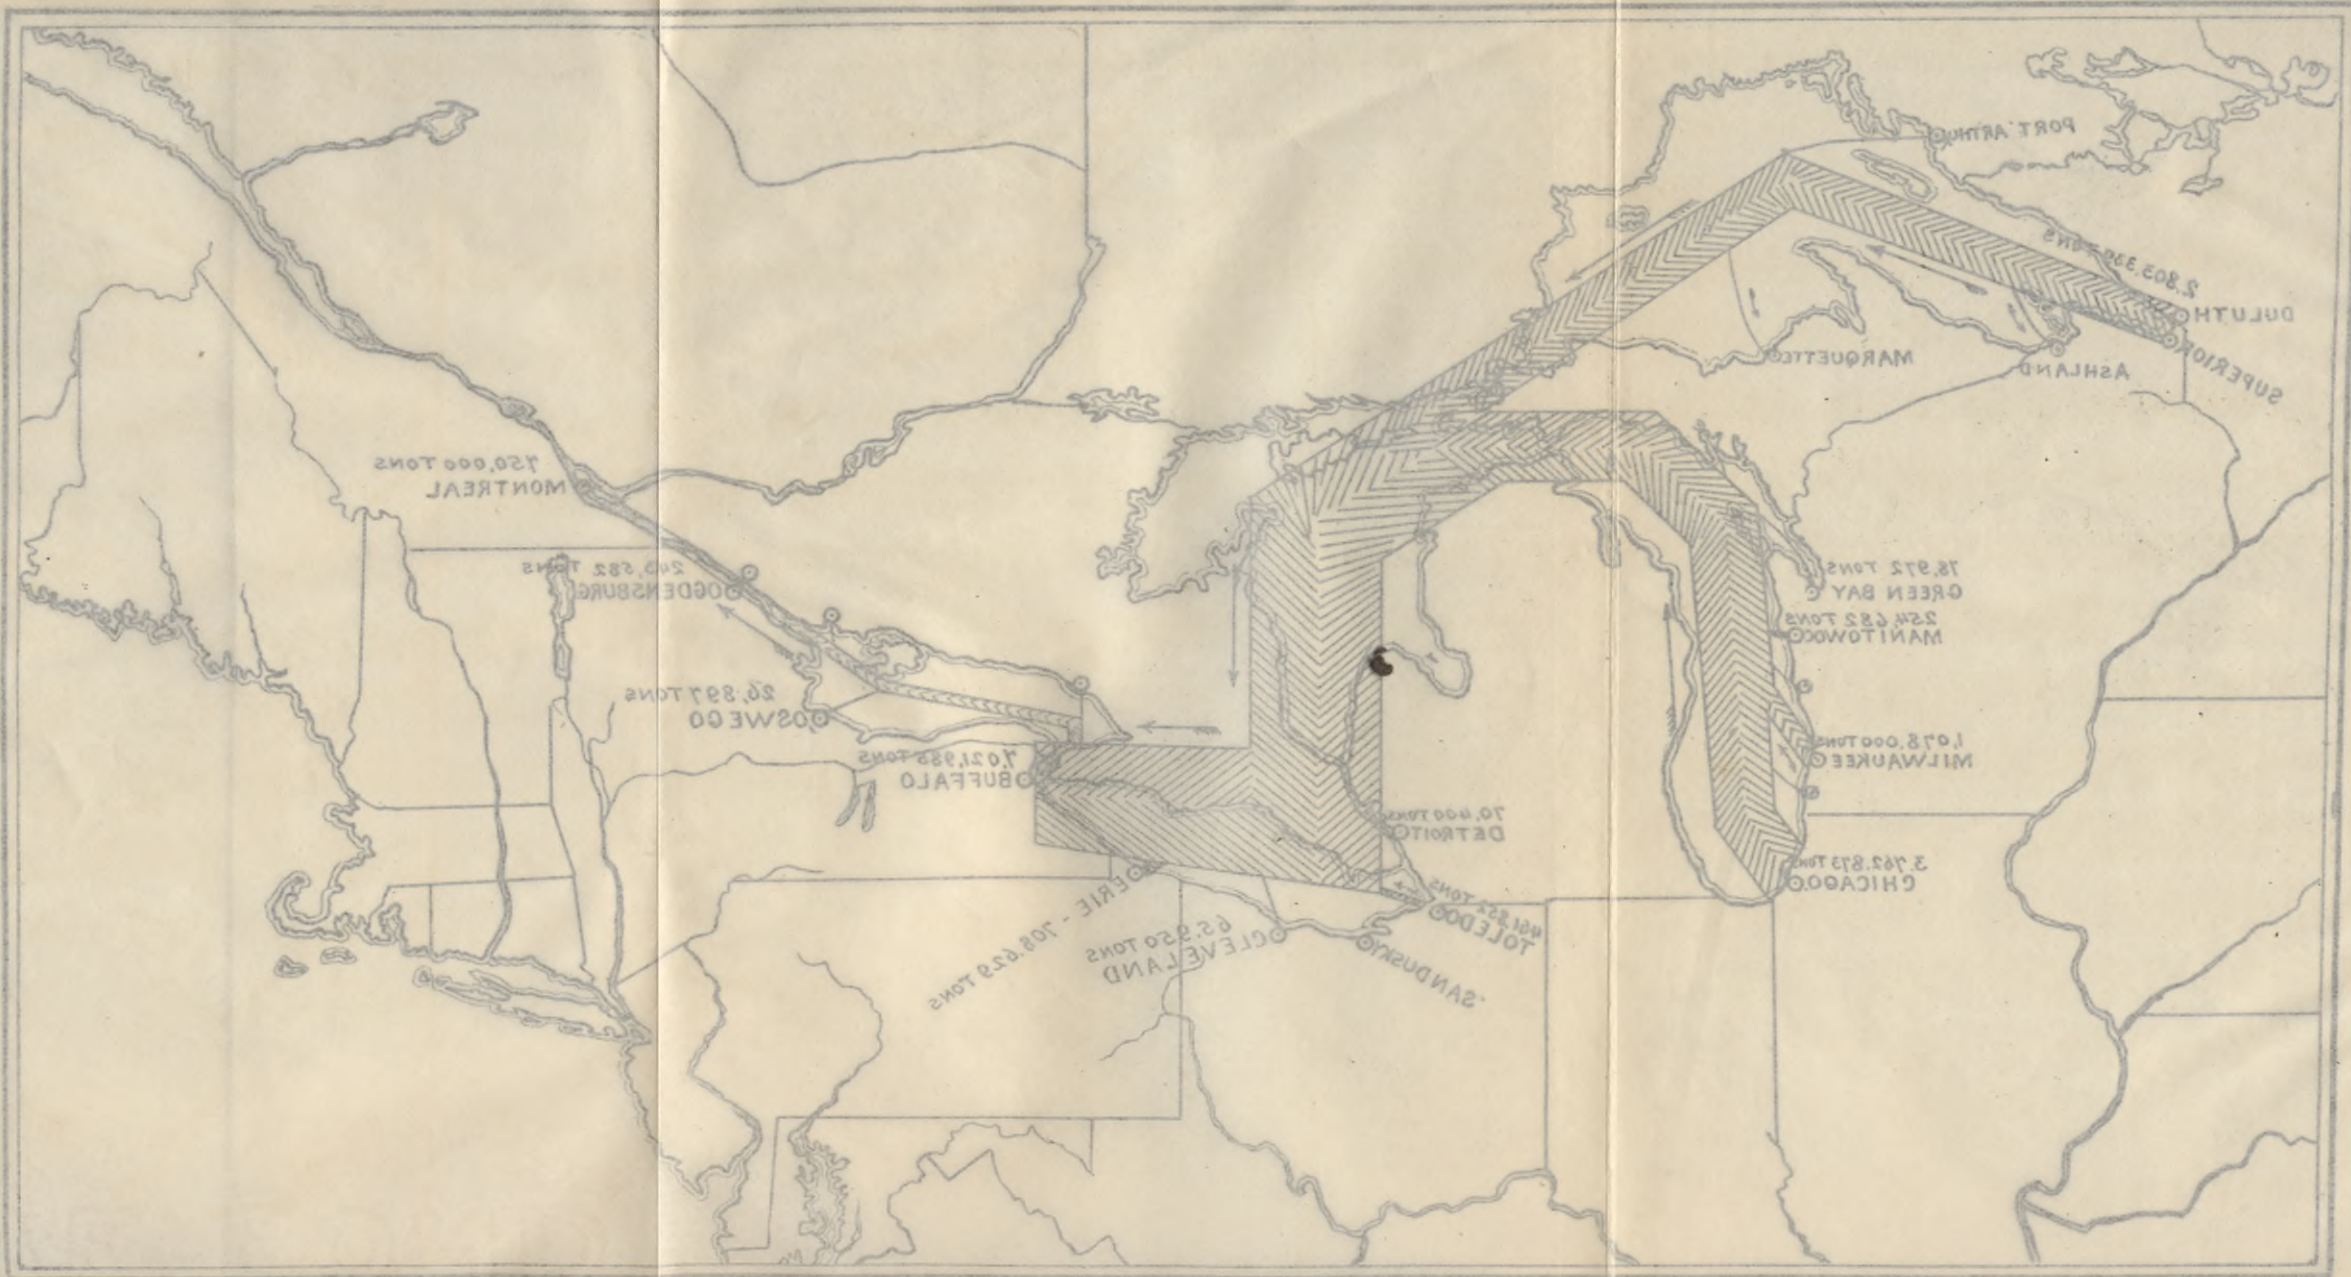 PORT ARTHUR
2,803,330 TONS
DULUTH
SUPERIOR
ASHLAND
MARQUETTE
750,000 TONS
MONTREAL
243,582 TONS
OGDENSBURG
26,897 TONS
OSWEGO
7,021,985 TONS
BUFFALO
ERIE - 708,629 TONS
65,950 TONS
CLEVELAND
SANDUSKY
461,852 TONS
TOLEDO
70,400 TONS
DETROIT
78,972 TONS
GREEN BAY
254,682 TONS
MANITOWOC
1,078,000 TONS
MILWAUKEE
3,762,873 TONS
CHICAGO